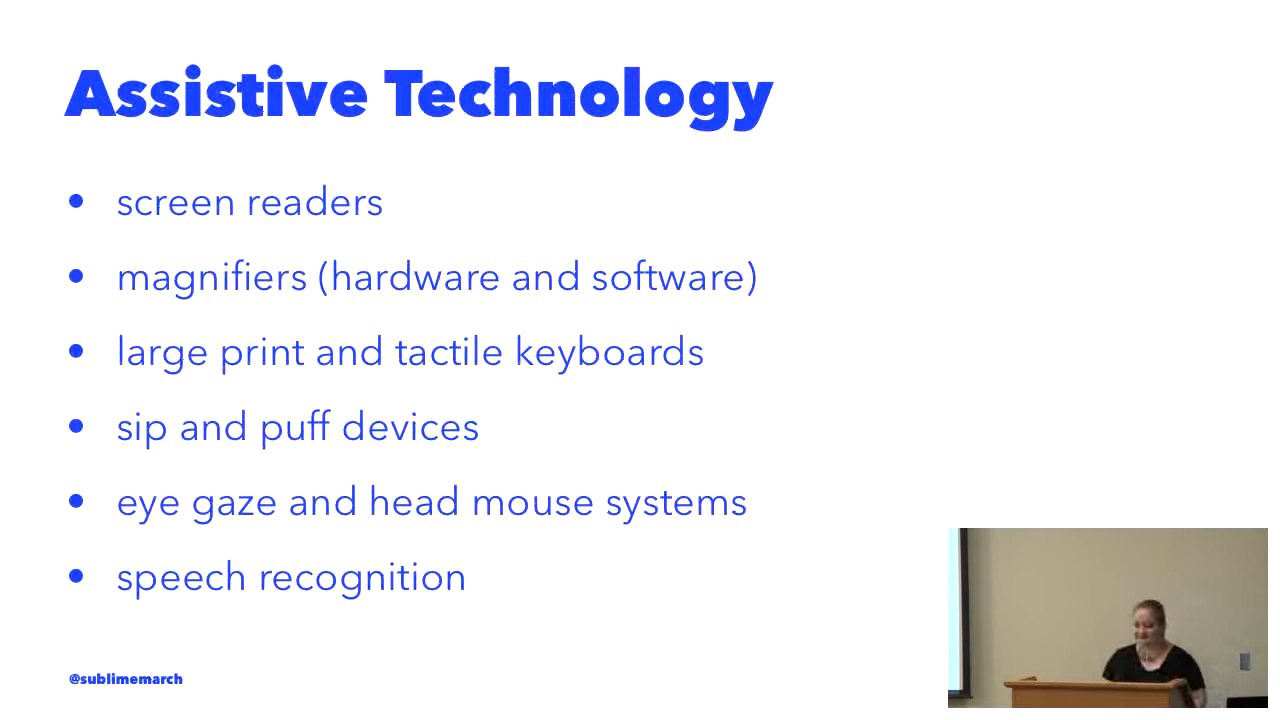 Assistive Technology
• screen readers
• magnifiers (hardware and software)
• large print and tactile keyboards
• sip and puff devices
• eye gaze and head mouse systems
• speech recognition
@sublimemarch